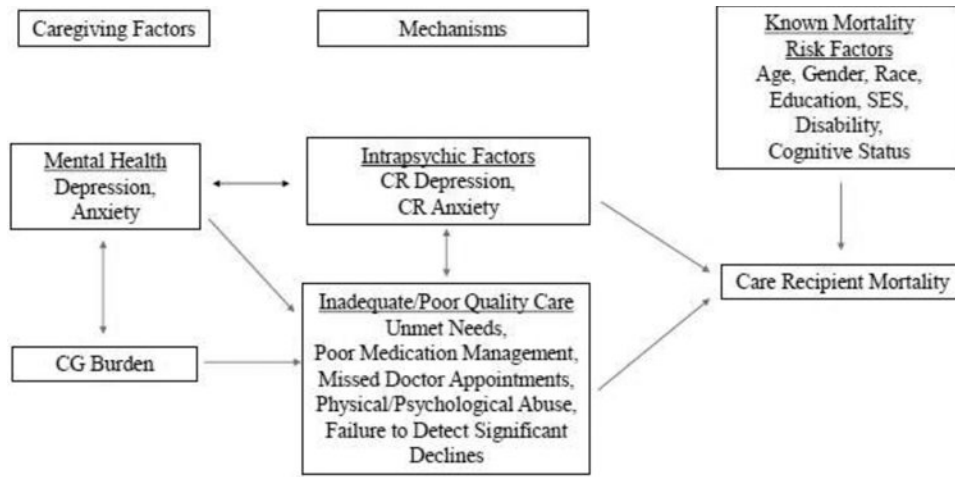 Caregiving Factors
Mechanisms
Known Mortality
Risk Factors
Age, Gender, Race,
Education, SES,
Disability,
Cognitive Status
Mental Health
Depression,
Anxiety
Intrapsychic Factors
CR Depression,
CR Anxiety
Care Recipient Mortality
CG Burden
Inadequate/Poor Quality Care
Unmet Needs,
Poor Medication Management,
Missed Doctor Appointments,
Physical/Psychological Abuse,
Failure to Detect Significant
Declines